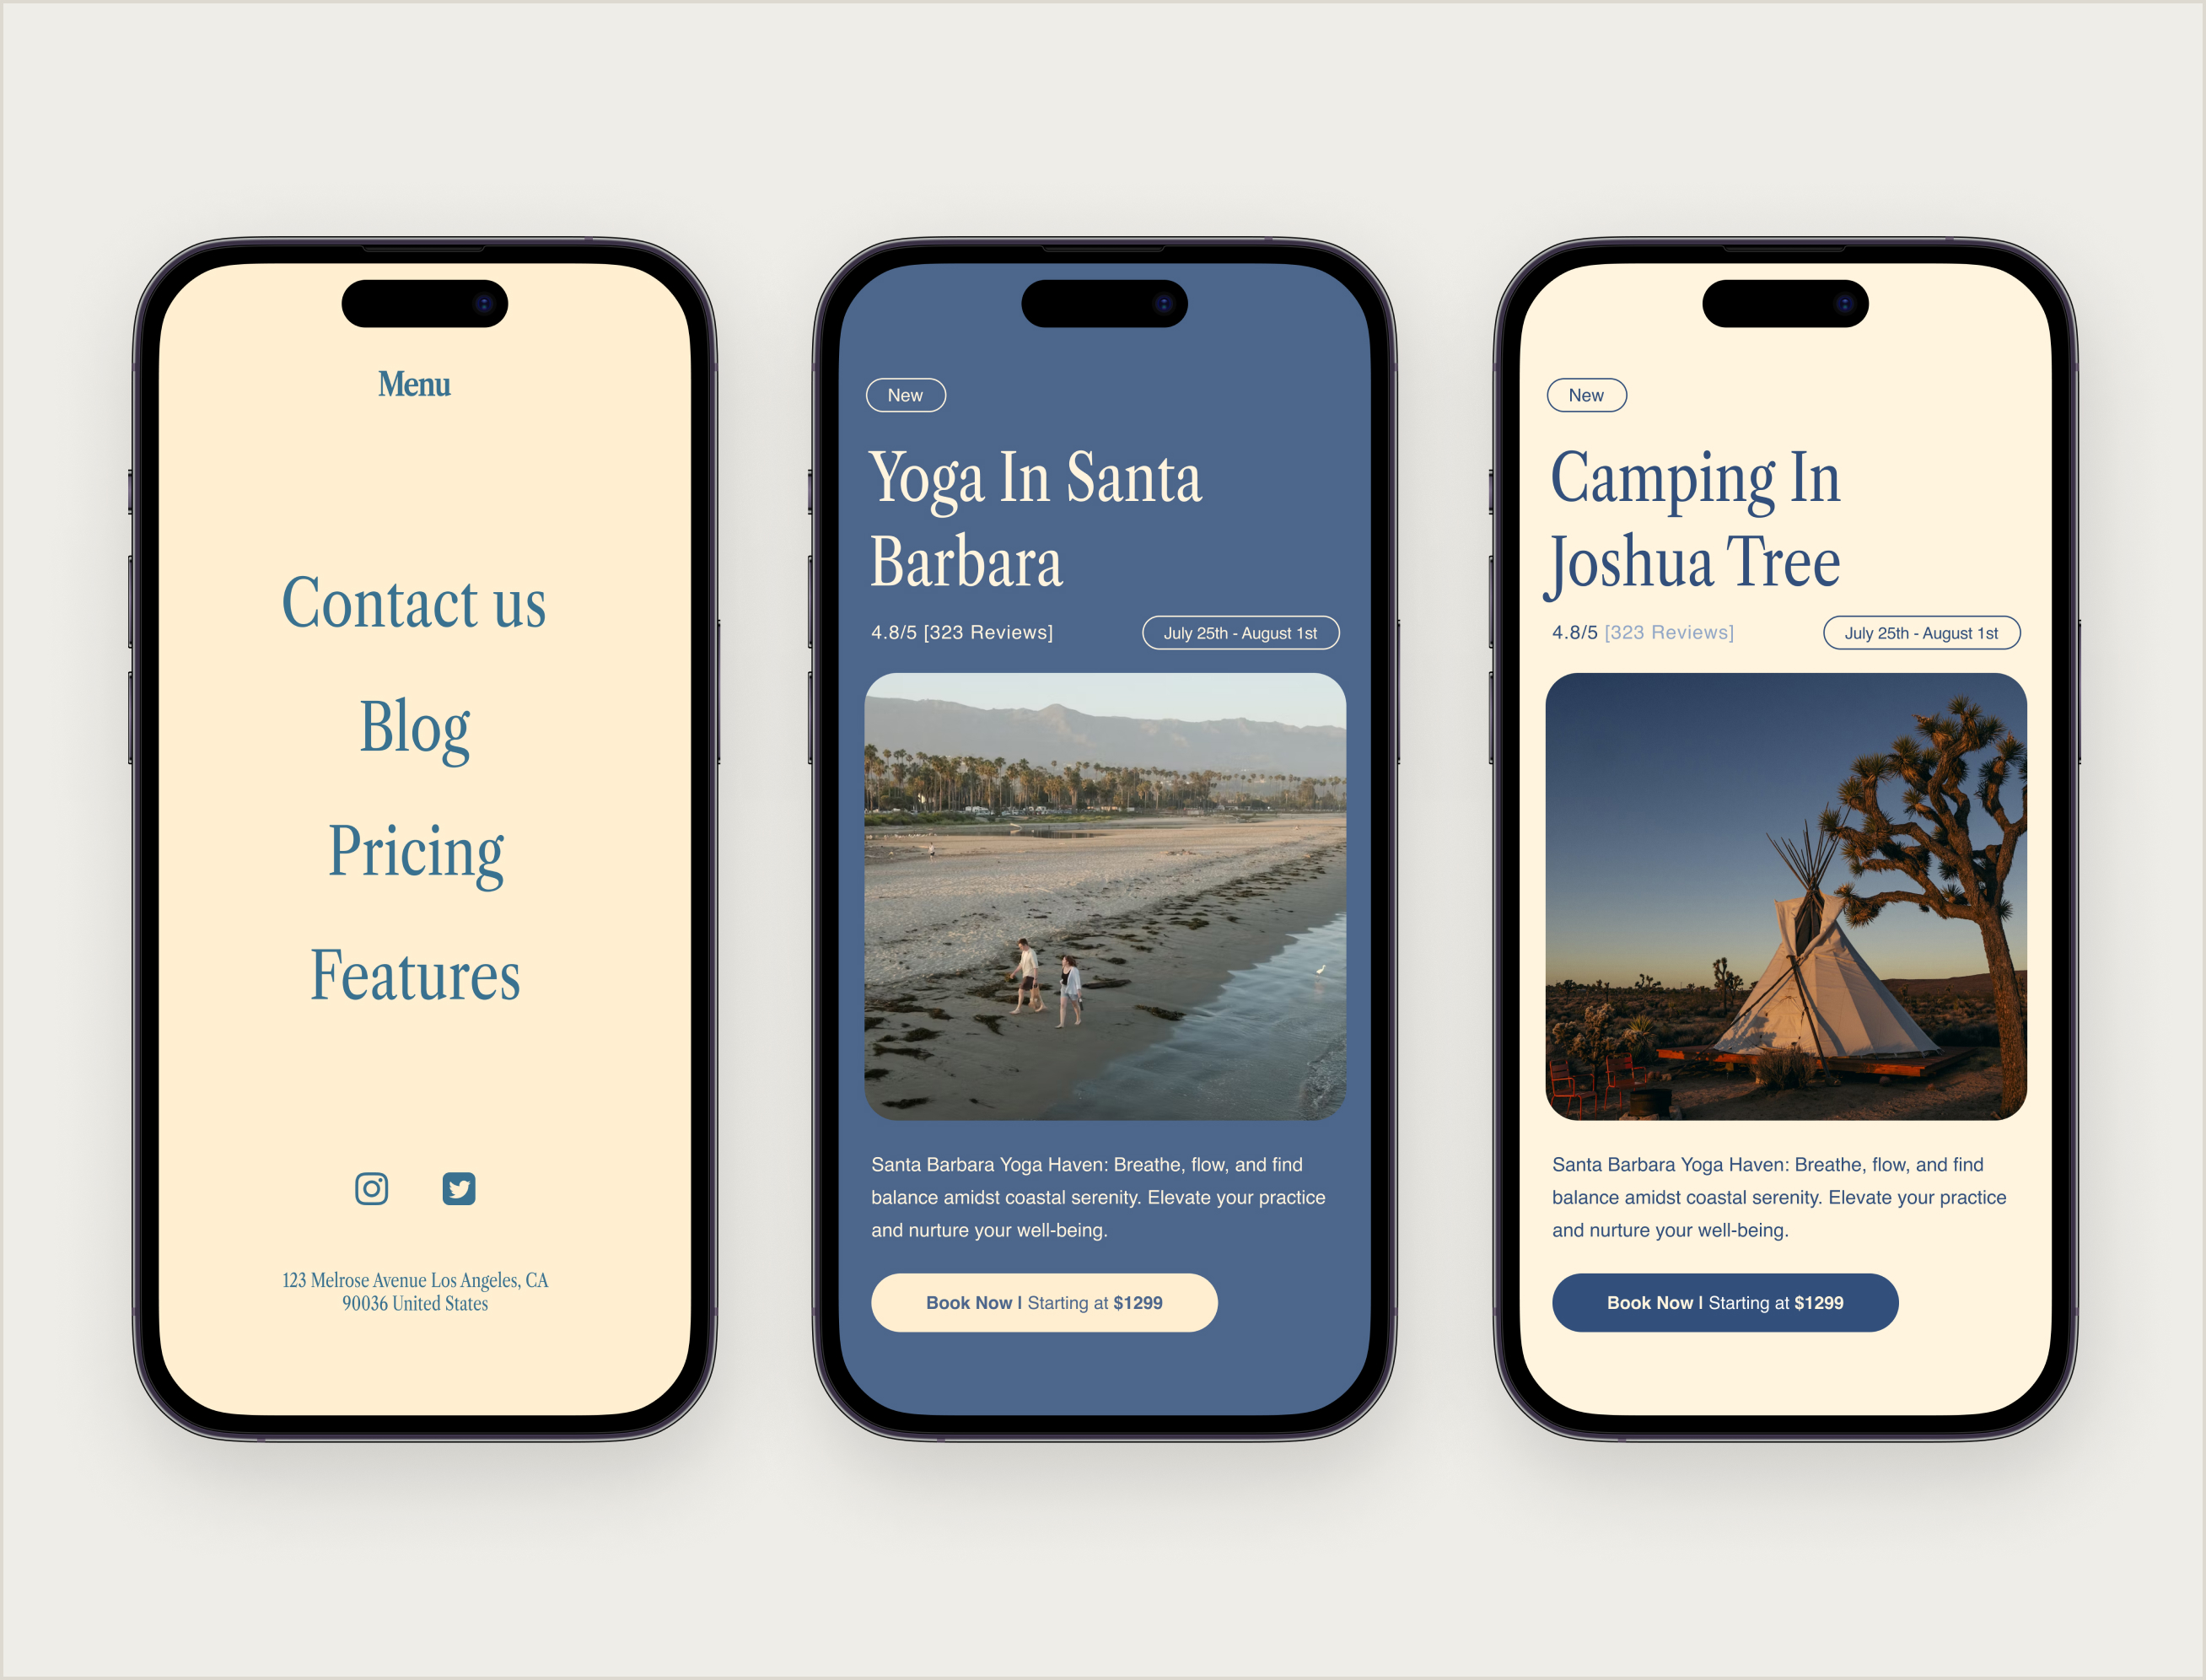 Menu
Contact us
Blog
Pricing
Features
123 Melrose Avenue Los Angeles, CA
90036 United States
New
Yoga In Santa
Barbara
4.8/5 [323 Reviews]
July 25th - August 1st
Santa Barbara Yoga Haven: Breathe, flow, and find
balance amidst coastal serenity. Elevate your practice
and nurture your well-being.
Book Now | Starting at $1299
New
Camping In
Joshua Tree
4.8/5 [323 Reviews]
July 25th - August 1st
Santa Barbara Yoga Haven: Breathe, flow, and find
balance amidst coastal serenity. Elevate your practice
and nurture your well-being.
Book Now | Starting at $1299